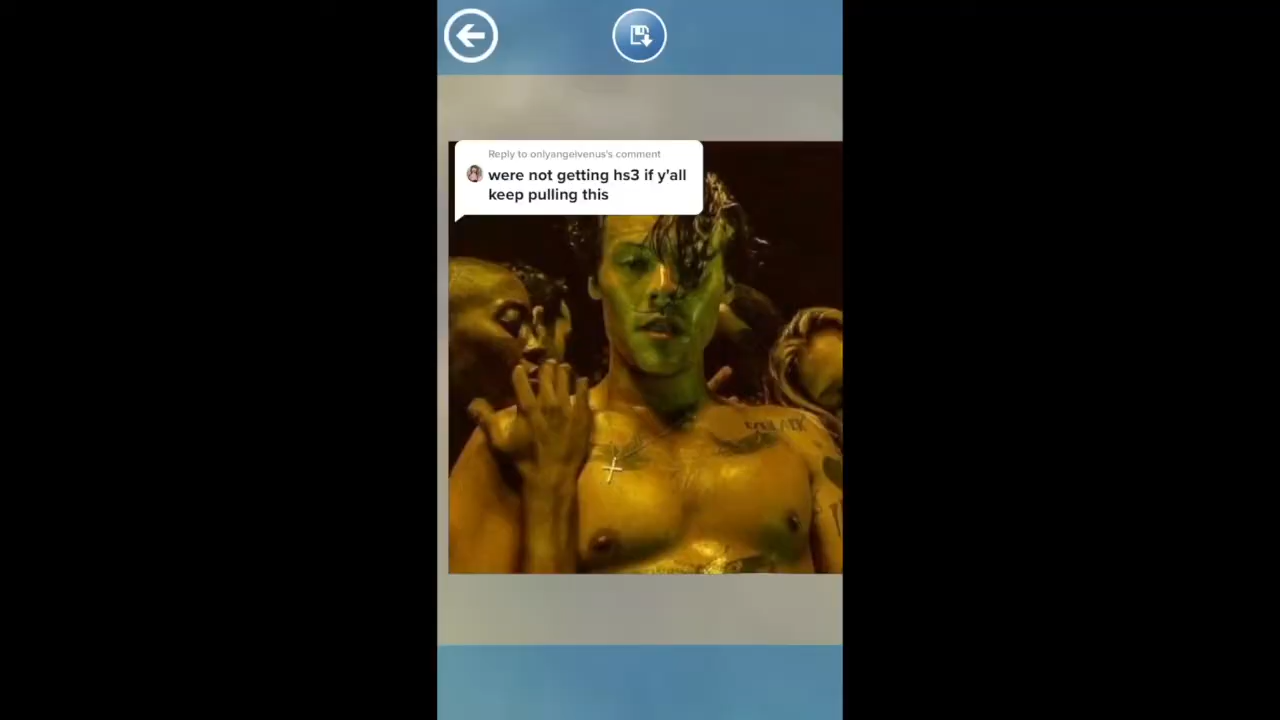 Reply to onlyangelvenus's comment
were not getting hs3 if y'all
keep pulling this